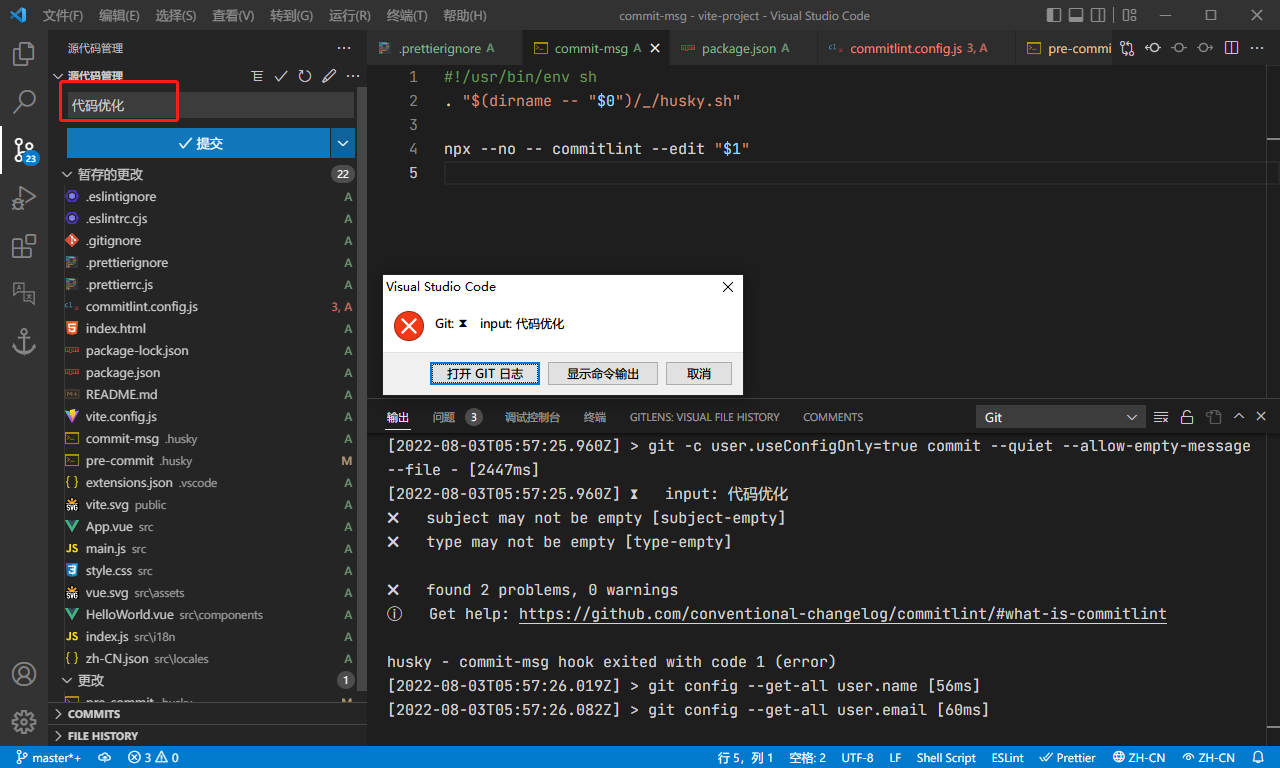 文件(F) 编辑(E) 选择(S) 查看(V) 转到(G) 运行(R) 终端(T) 帮助(H) commit-msg - vite-project - Visual Studio Code
源代码管理
.prettierignore A commit-msg A package.json A commitlint.config.js 3, A pre-commi
源代码管理
代码优化
提交
暂存的更改 22
23
.eslintignore A
.eslintrc.cjs A
.gitignore A
.prettierignore A
.prettierrc.js A
commitlint.config.js 3, A
index.html A
package-lock.json A
package.json A
README.md A
vite.config.js A
commit-msg .husky A
pre-commit .husky M
extensions.json .vscode A
vite.svg public A
App.vue src A
main.js src A
style.css src A
vue.svg src\assets A
HelloWorld.vue src\components A
index.js src\i18n A
zh-CN.json src\locales A
更改 1
pre-commit .husky M
COMMITS
FILE HISTORY
1 #!/usr/bin/env sh
2 . "$(dirname -- "$0")/_/husky.sh"
3
4 npx --no -- commitlint --edit "$1"
5
Visual Studio Code
Git: ⧗ input: 代码优化
打开 GIT 日志 显示命令输出 取消
输出 问题 3 调试控制台 终端 GITLENS: VISUAL FILE HISTORY COMMENTS Git
[2022-08-03T05:57:25.960Z] > git -c user.useConfigOnly=true commit --quiet --allow-empty-message
--file - [2447ms]
[2022-08-03T05:57:25.960Z] ⧗ input: 代码优化
✖ subject may not be empty [subject-empty]
✖ type may not be empty [type-empty]
✖ found 2 problems, 0 warnings
ⓘ Get help: https://github.com/conventional-changelog/commitlint/#what-is-commitlint
husky - commit-msg hook exited with code 1 (error)
[2022-08-03T05:57:26.019Z] > git config --get-all user.name [56ms]
[2022-08-03T05:57:26.082Z] > git config --get-all user.email [60ms]
master*+ 3 0 行 5，列 1 空格: 2 UTF-8 LF Shell Script ESLint Prettier ZH-CN ZH-CN